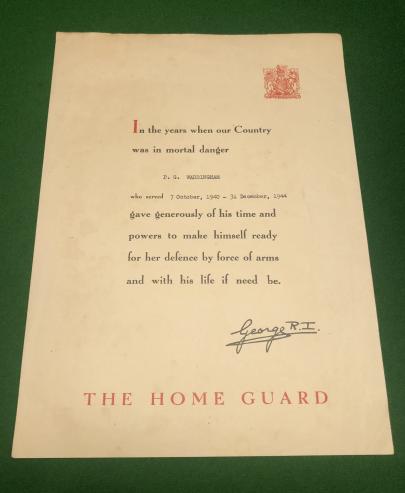 In the years when our Country
was in mortal danger
P. G. WADDINGHAM
who served 7 October, 1940 - 31 December, 1944
gave generously of his time and
powers to make himself ready
for her defence by force of arms
and with his life if need be.
George R.I.
THE HOME GUARD